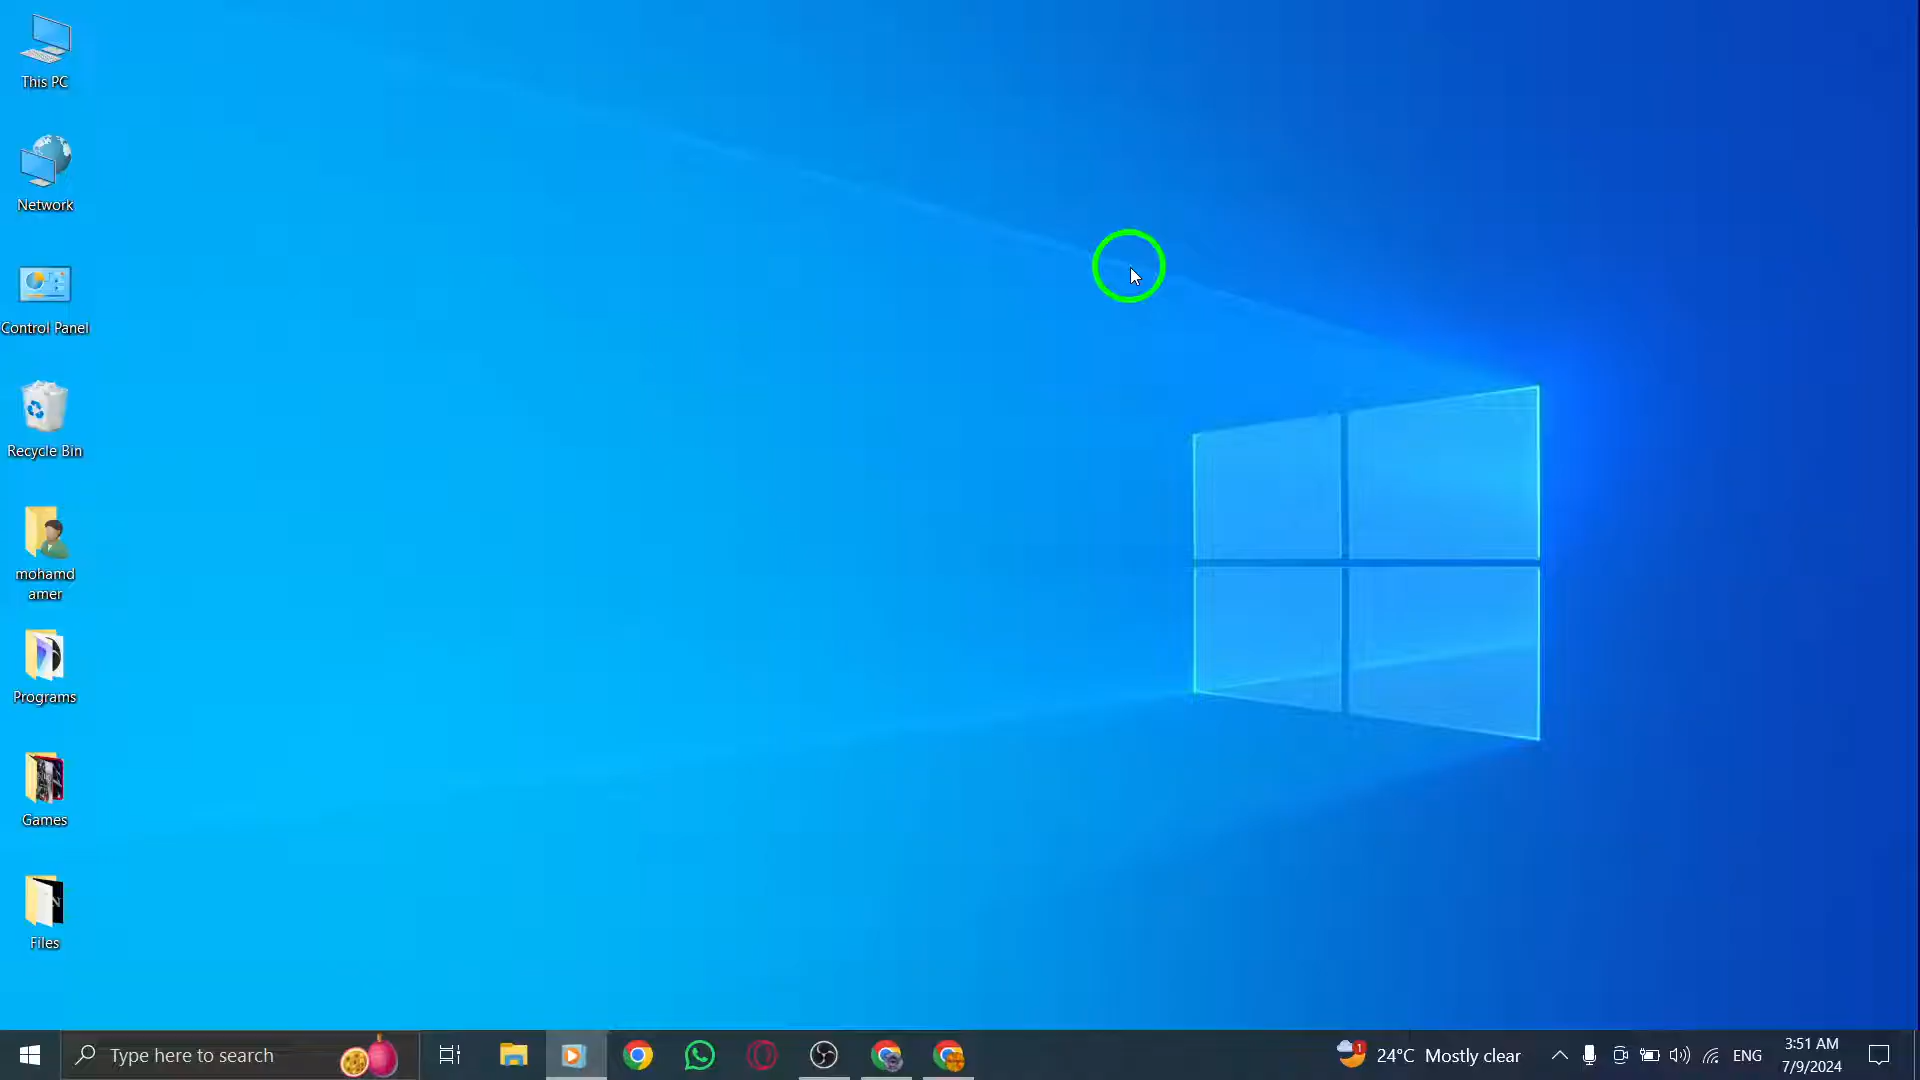 This PC
Network
Control Panel
Recycle Bin
mohamd
amer
Programs
Games
Files
Type here to search
1
24°C Mostly clear
ENG
3:51 AM
7/9/2024